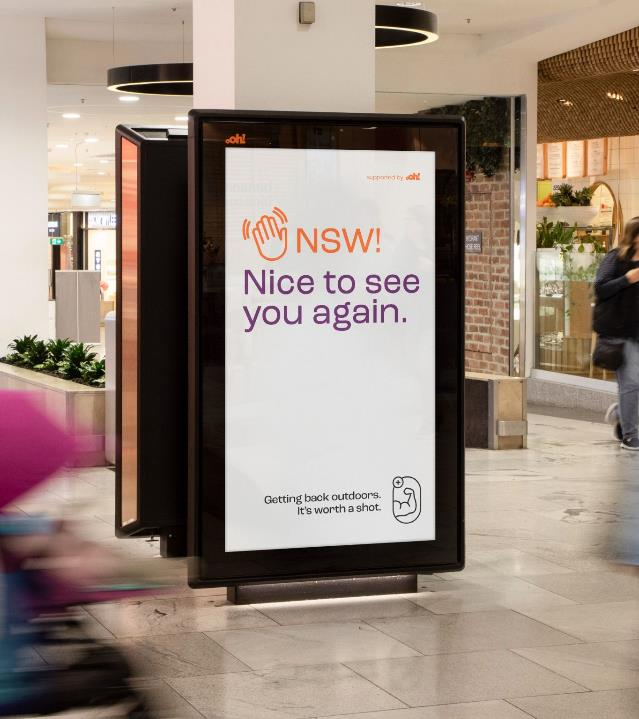 oOh!
supported by oOh!
NSW!
Nice to see
you again.
Getting back outdoors.
It's worth a shot.